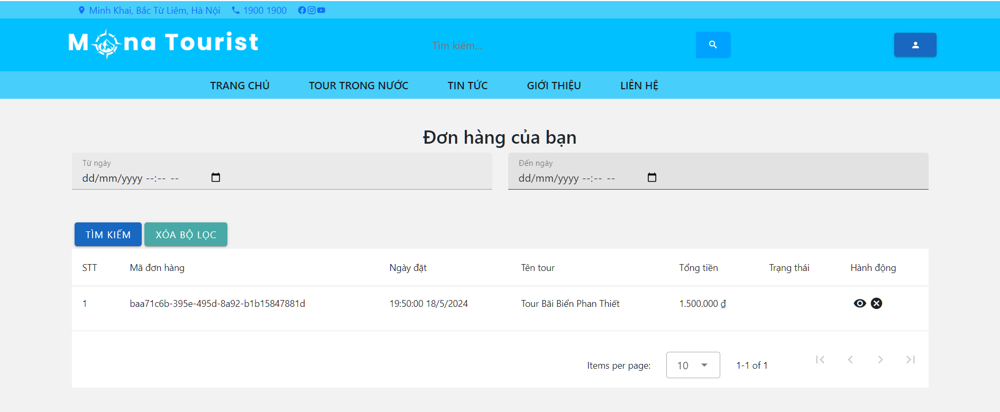 Minh Khai, Bắc Từ Liêm, Hà Nội 1900 1900
Mona Tourist
Tìm kiếm...
TRANG CHỦ TOUR TRONG NƯỚC TIN TỨC GIỚI THIỆU LIÊN HỆ
Đơn hàng của bạn
Từ ngày Đến ngày
dd/mm/yyyy --:-- -- dd/mm/yyyy --:-- --
TÌM KIẾM XÓA BỘ LỌC
STT Mã đơn hàng Ngày đặt Tên tour Tổng tiền Trạng thái Hành động
1 baa71c6b-395e-495d-8a92-b1b15847881d 19:50:00 18/5/2024 Tour Bãi Biển Phan Thiết 1.500.000 ₫
Items per page: 10 1-1 of 1